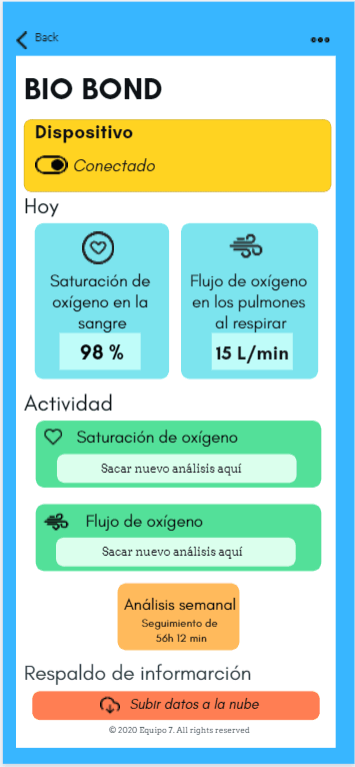 Back
BIO BOND
Dispositivo
Conectado
Hoy
Saturación de
oxígeno en la
sangre
98 %
Flujo de oxígeno
en los pulmones
al respirar
15 L/min
Actividad
Saturación de oxígeno
Sacar nuevo análisis aquí
Flujo de oxígeno
Sacar nuevo análisis aquí
Análisis semanal
Seguimiento de
56h 12 min
Respaldo de informarción
Subir datos a la nube
© 2020 Equipo 7. All rights reserved